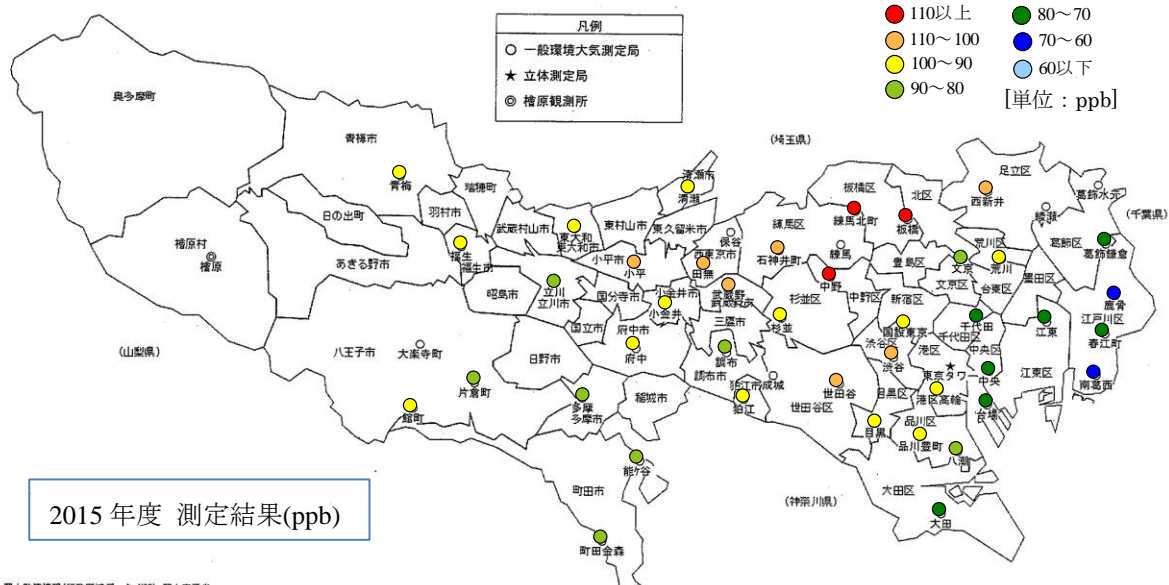 110以上
110～100
100～90
90～80
80～70
70～60
60以下
[単位：ppb]
凡例
一般環境大気測定局
立体測定局
檜原観測所
(埼玉県)
(千葉県)
(山梨県)
(神奈川県)
奥多摩町
青梅市
青梅
瑞穂町
羽村市
日の出町
檜原村
檜原
あきる野市
福生
福生市
武蔵村山市
東大和
東大和市
東村山市
清瀬市
清瀬
東久留米市
保谷
西東京市
田無
小平市
小平
昭島市
立川
立川市
国分寺市
小金井市
小金井
武蔵野
武蔵野市
三鷹市
国立市
府中市
府中
調布
調布市
狛江市
狛江
成城
八王子市
大楽寺町
片倉町
館町
日野市
多摩
多摩市
稲城市
町田市
能ケ谷
町田金森
板橋区
練馬北町
北区
板橋
足立区
西新井
綾瀬
葛飾水元
葛飾区
葛飾鎌倉
練馬区
石神井町
練馬
豊島区
文京
文京区
荒川区
荒川
台東区
墨田区
中野
中野区
杉並区
杉並
新宿区
国設東京
渋谷区
渋谷
千代田
千代田区
中央区
中央
港区
東京タワー
港区高輪
台場
江東
江東区
鹿骨
江戸川区
春江町
南葛西
世田谷
世田谷区
目黒区
目黒
品川区
品川豊町
八潮
大田区
大田
2015 年度 測定結果(ppb)